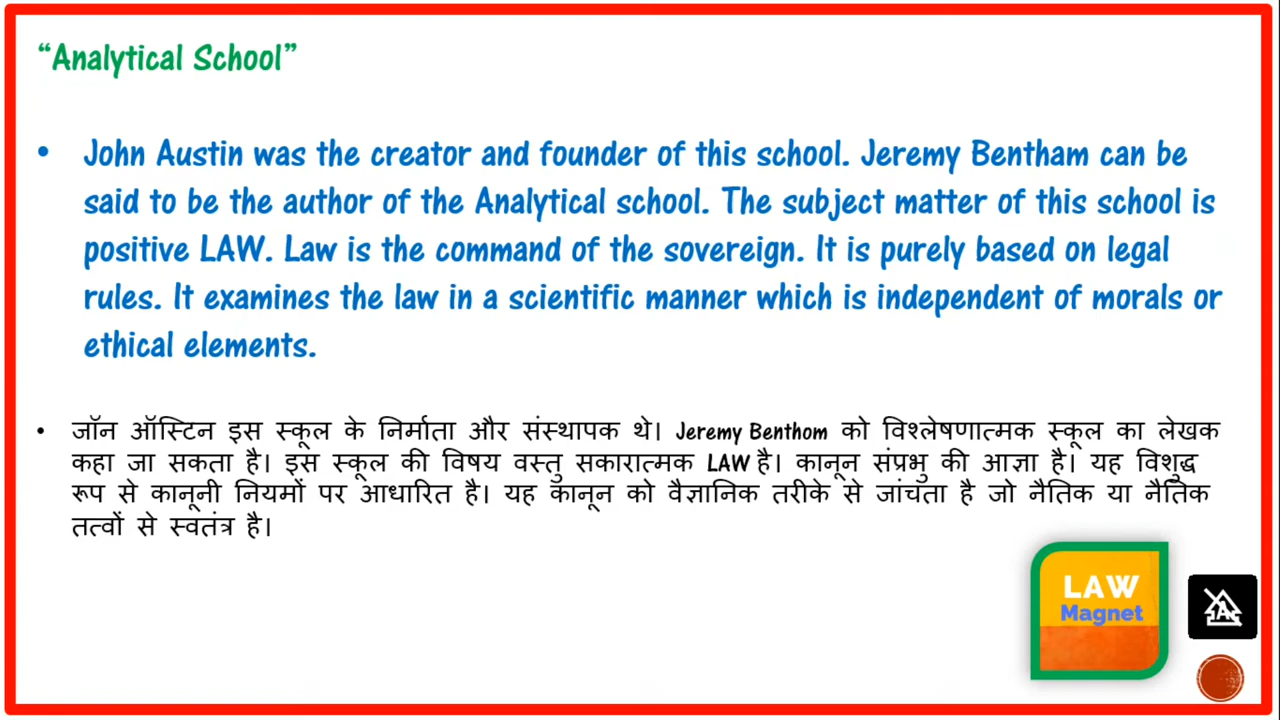 “Analytical School”
• John Austin was the creator and founder of this school. Jeremy Bentham can be
said to be the author of the Analytical school. The subject matter of this school is
positive LAW. Law is the command of the sovereign. It is purely based on legal
rules. It examines the law in a scientific manner which is independent of morals or
ethical elements.
• जॉन ऑस्टिन इस स्कूल के निर्माता और संस्थापक थे। Jeremy Benthom को विश्लेषणात्मक स्कूल का लेखक
कहा जा सकता है। इस स्कूल की विषय वस्तु सकारात्मक LAW है। कानून संप्रभु की आज्ञा है। यह विशुद्ध
रूप से कानूनी नियमों पर आधारित है। यह कानून को वैज्ञानिक तरीके से जांचता है जो नैतिक या नैतिक
तत्वों से स्वतंत्र है।
LAW
Magnet
A